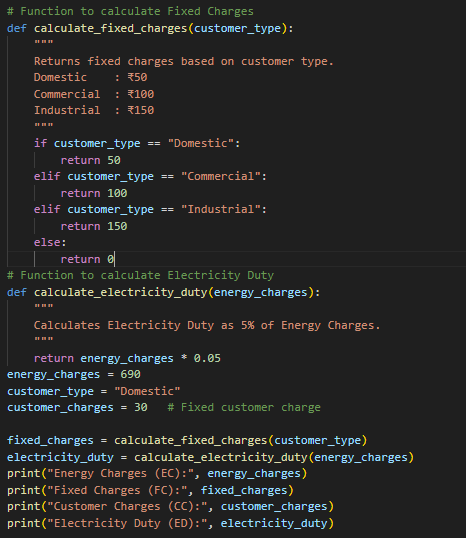 # Function to calculate Fixed Charges
def calculate_fixed_charges(customer_type):
    """
    Returns fixed charges based on customer type.
    Domestic    : ₹50
    Commercial  : ₹100
    Industrial  : ₹150
    """
    if customer_type == "Domestic":
        return 50
    elif customer_type == "Commercial":
        return 100
    elif customer_type == "Industrial":
        return 150
    else:
        return 0
# Function to calculate Electricity Duty
def calculate_electricity_duty(energy_charges):
    """
    Calculates Electricity Duty as 5% of Energy Charges.
    """
    return energy_charges * 0.05
energy_charges = 690
customer_type = "Domestic"
customer_charges = 30   # Fixed customer charge

fixed_charges = calculate_fixed_charges(customer_type)
electricity_duty = calculate_electricity_duty(energy_charges)
print("Energy Charges (EC):", energy_charges)
print("Fixed Charges (FC):", fixed_charges)
print("Customer Charges (CC):", customer_charges)
print("Electricity Duty (ED):", electricity_duty)